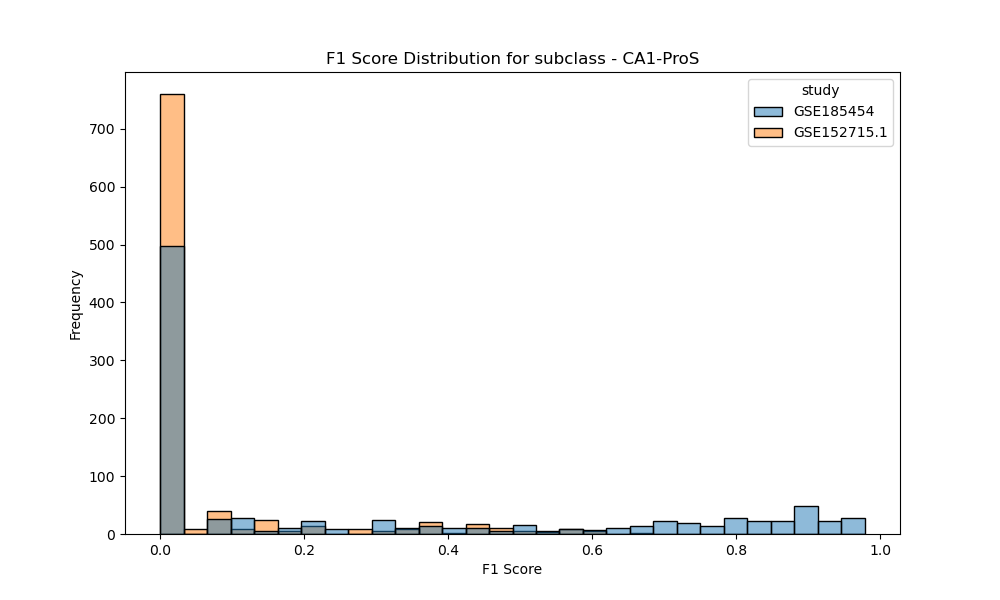 F1 Score Distribution for subclass - CA1-ProS
study
GSE185454
GSE152715.1
Frequency
700
600
500
400
300
200
100
0
0.0 0.2 0.4 0.6 0.8 1.0
F1 Score